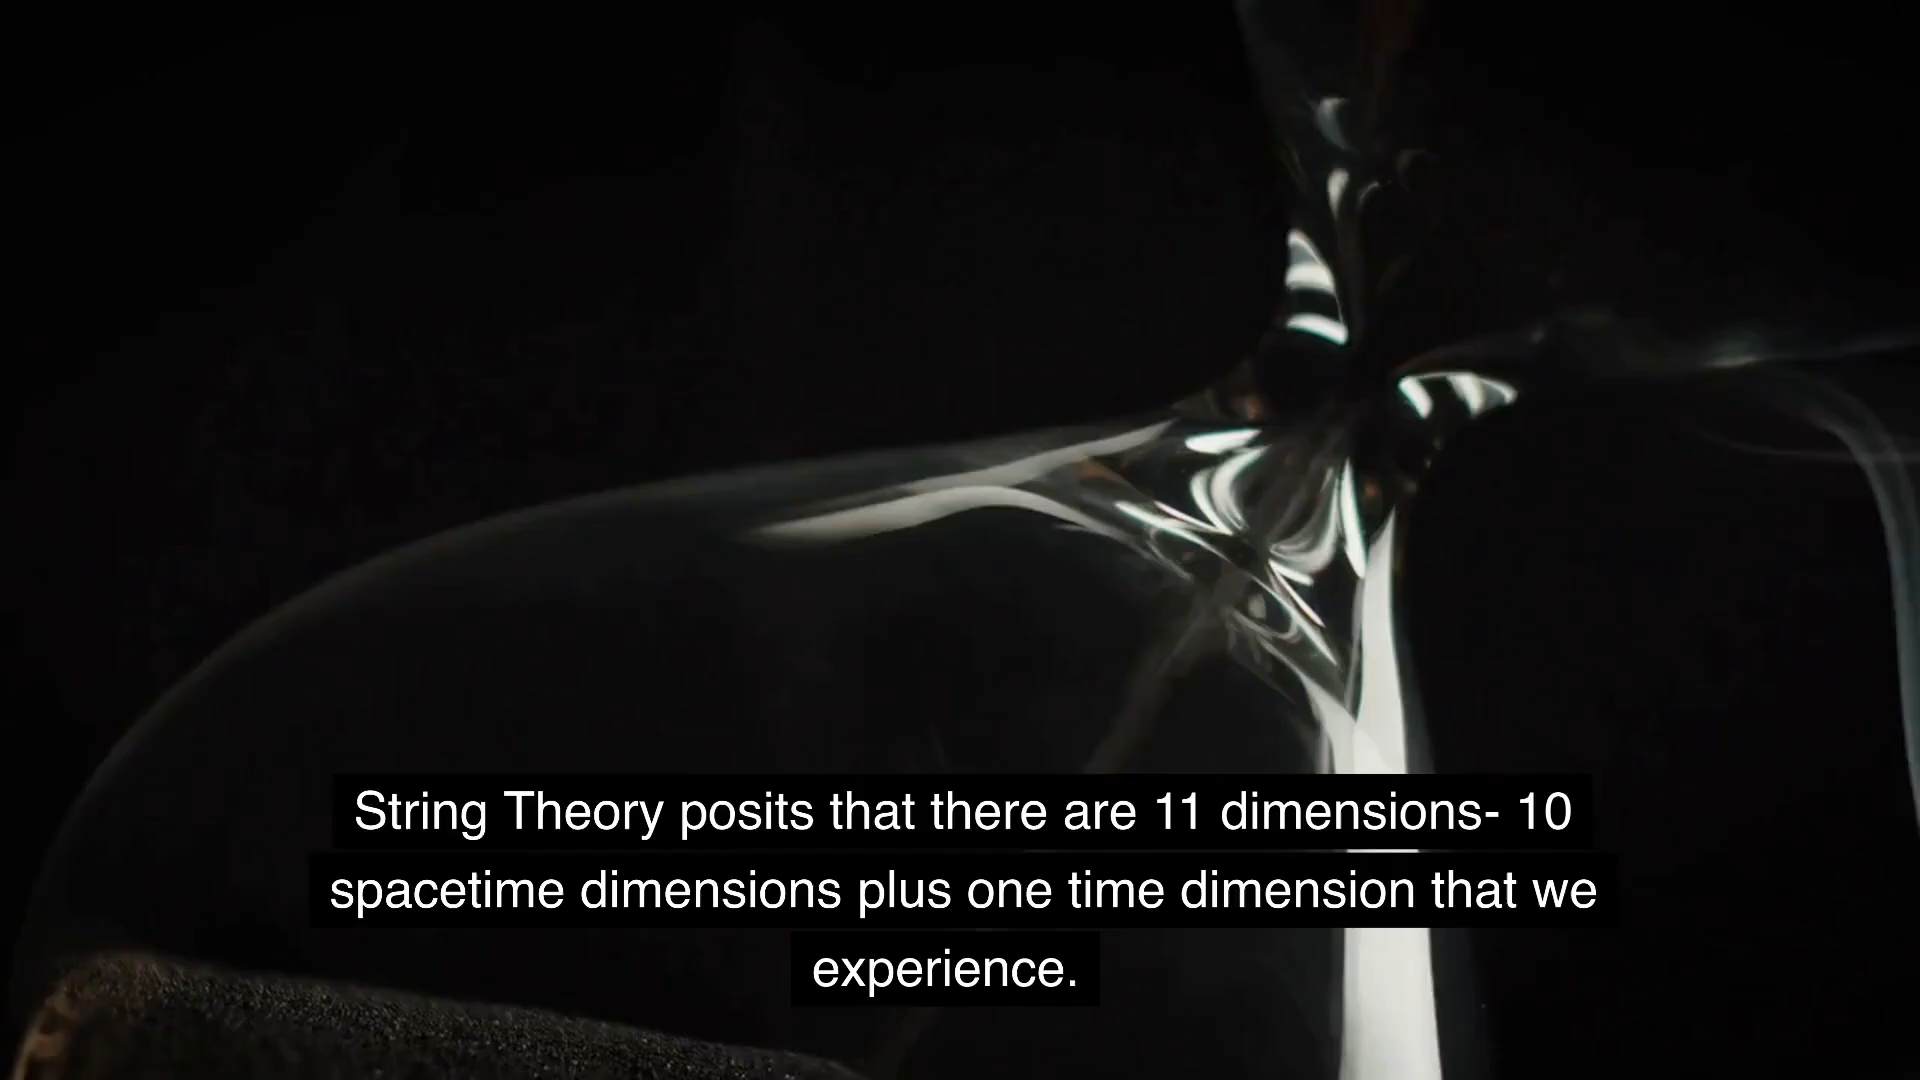 String Theory posits that there are 11 dimensions- 10
spacetime dimensions plus one time dimension that we
experience.